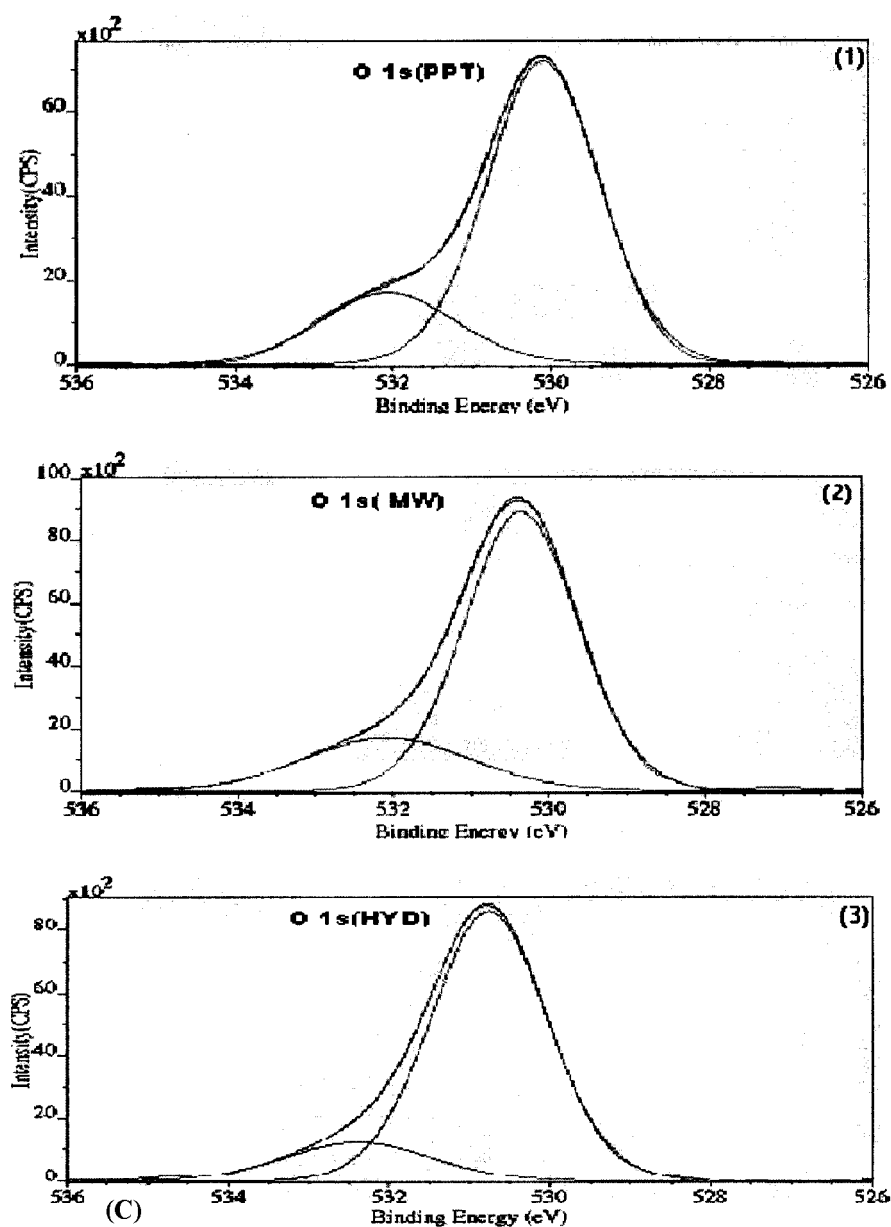 x10²
O 1s(PPT)
(1)
60
40
20
0
Intensity(CPS)
536 534 532 530 528 526
Binding Energy (eV)
100 x10²
O 1s( MW)
(2)
80
60
40
20
0
Intensity(CPS)
536 534 532 530 528 526
Binding Energy (eV)
x10²
O 1s(HYD)
(3)
80
60
40
20
0
Intensity(CPS)
536 534 532 530 528 526
(C)
Binding Energy (eV)